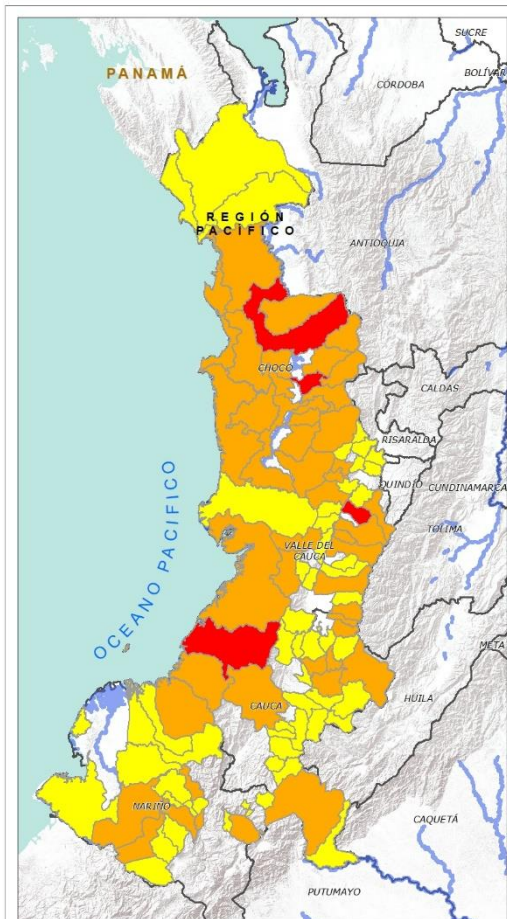 SUCRE
PANAMÁ
BOLÍVAR
CÓRDOBA
REGIÓN
PACÍFICO
ANTIOQUIA
CHOCÓ
CALDAS
RISARALDA
QUINDÍO
CUNDINAMARCA
TOLIMA
OCEANO PACIFICO
VALLE DEL
CAUCA
META
HUILA
CAUCA
NARIÑO
CAQUETÁ
PUTUMAYO